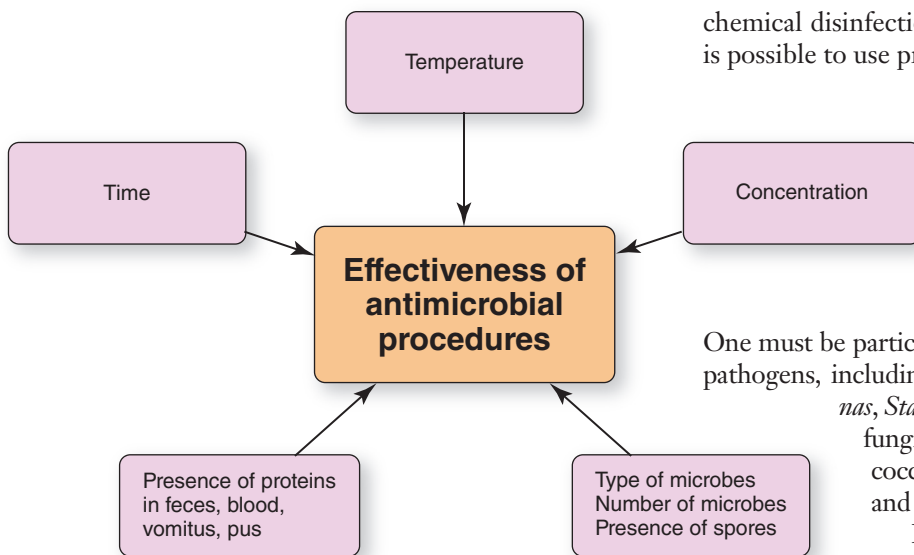 chemical disinfectio
is possible to use pr
Temperature
Time
Concentration
Effectiveness of
antimicrobial
procedures
One must be partic
pathogens, includin
nas, Sta
fung
cocc
and
Presence of proteins
in feces, blood,
vomitus, pus
Type of microbes
Number of microbes
Presence of spores